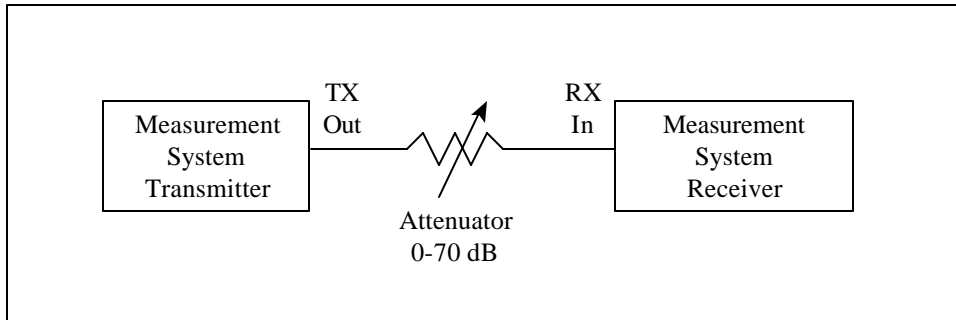 Measurement
System
Transmitter
TX
Out
Attenuator
0-70 dB
RX
In
Measurement
System
Receiver